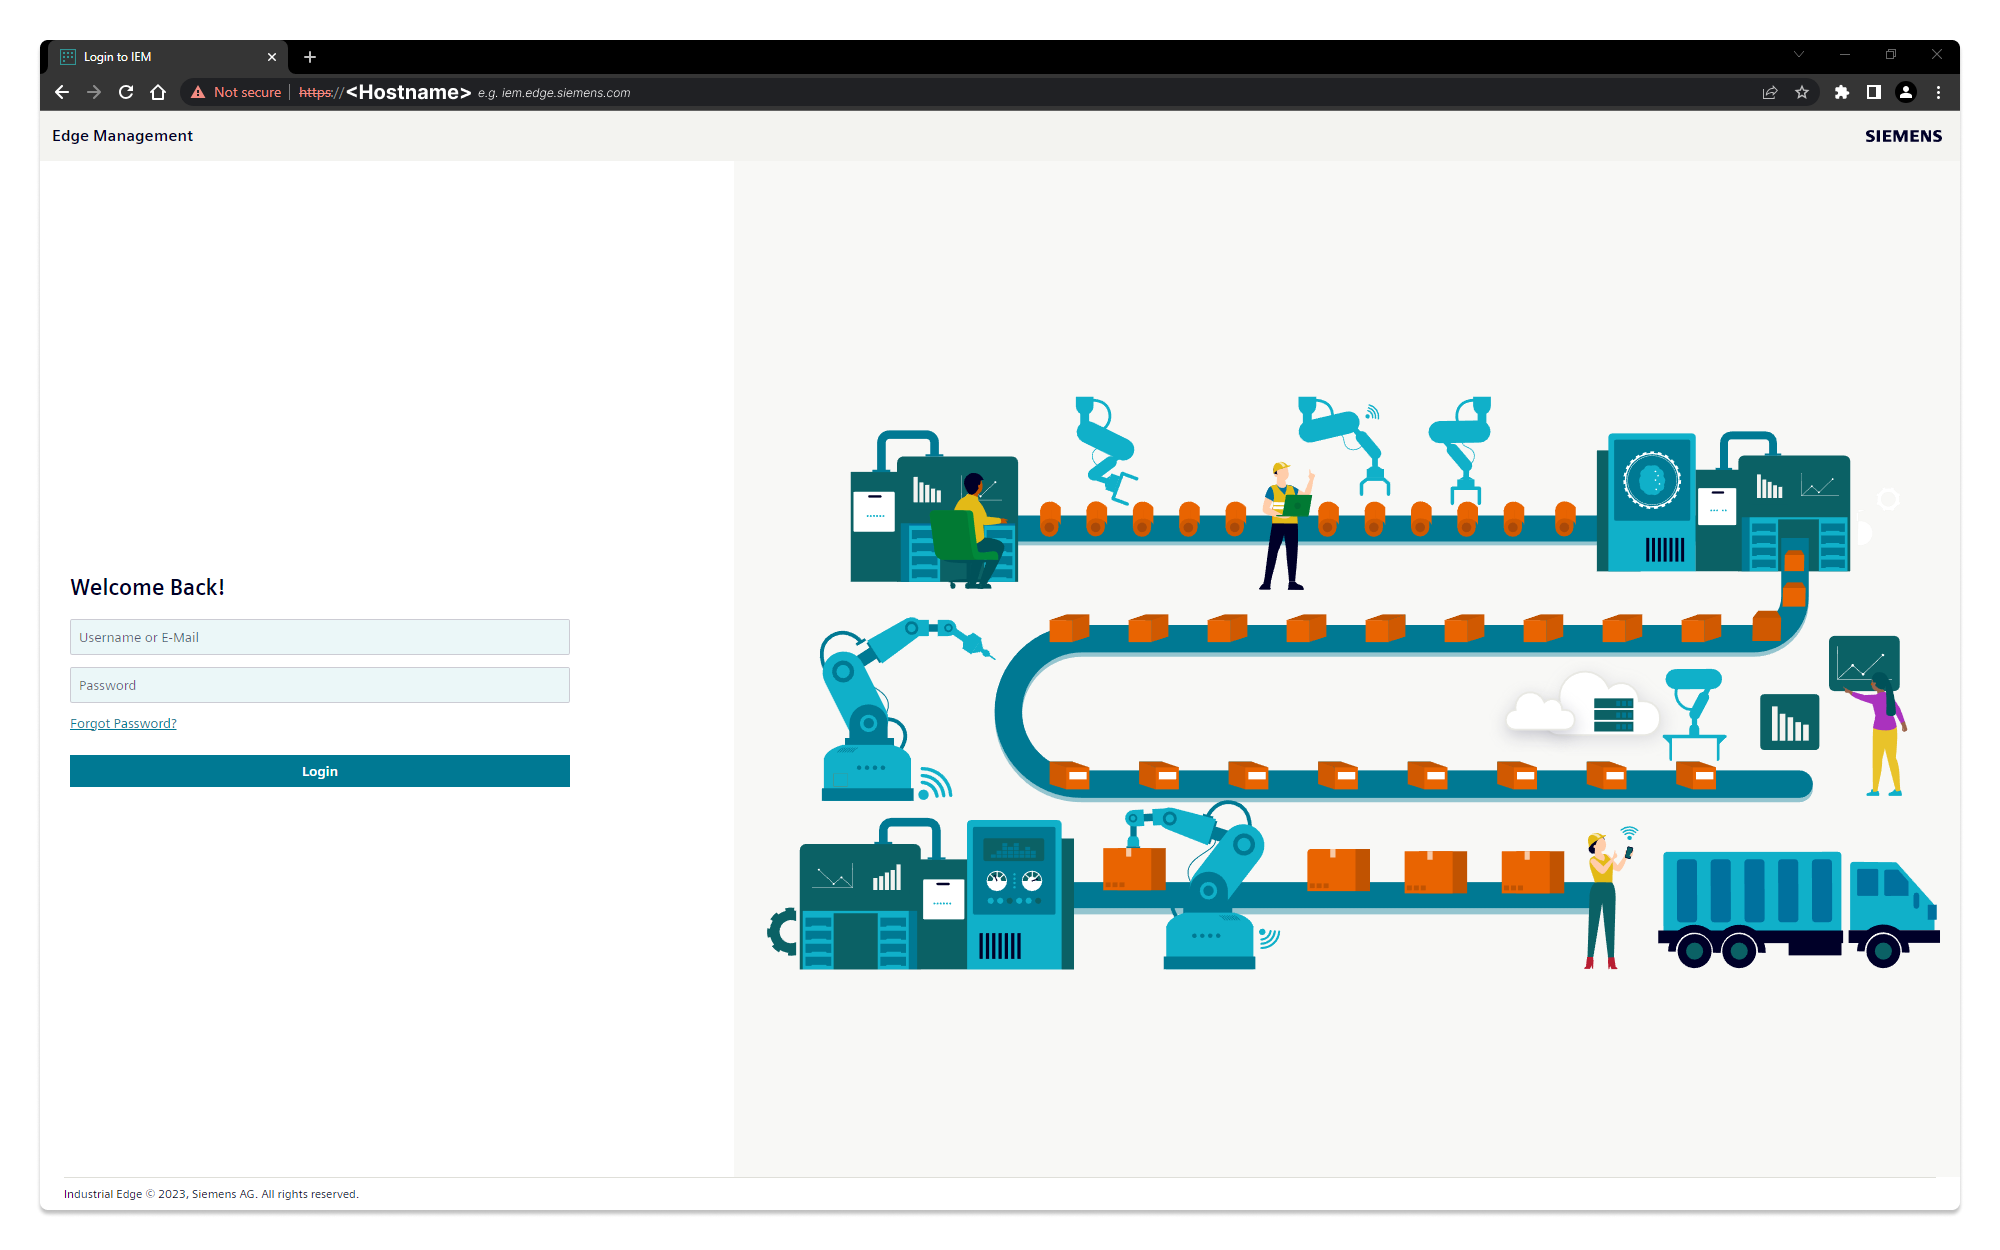 Login to IEM
Not secure | https://<Hostname> e.g. iem.edge.siemens.com
Edge Management
SIEMENS
Welcome Back!
Username or E-Mail
Password
Forgot Password?
Login
Industrial Edge © 2023, Siemens AG. All rights reserved.